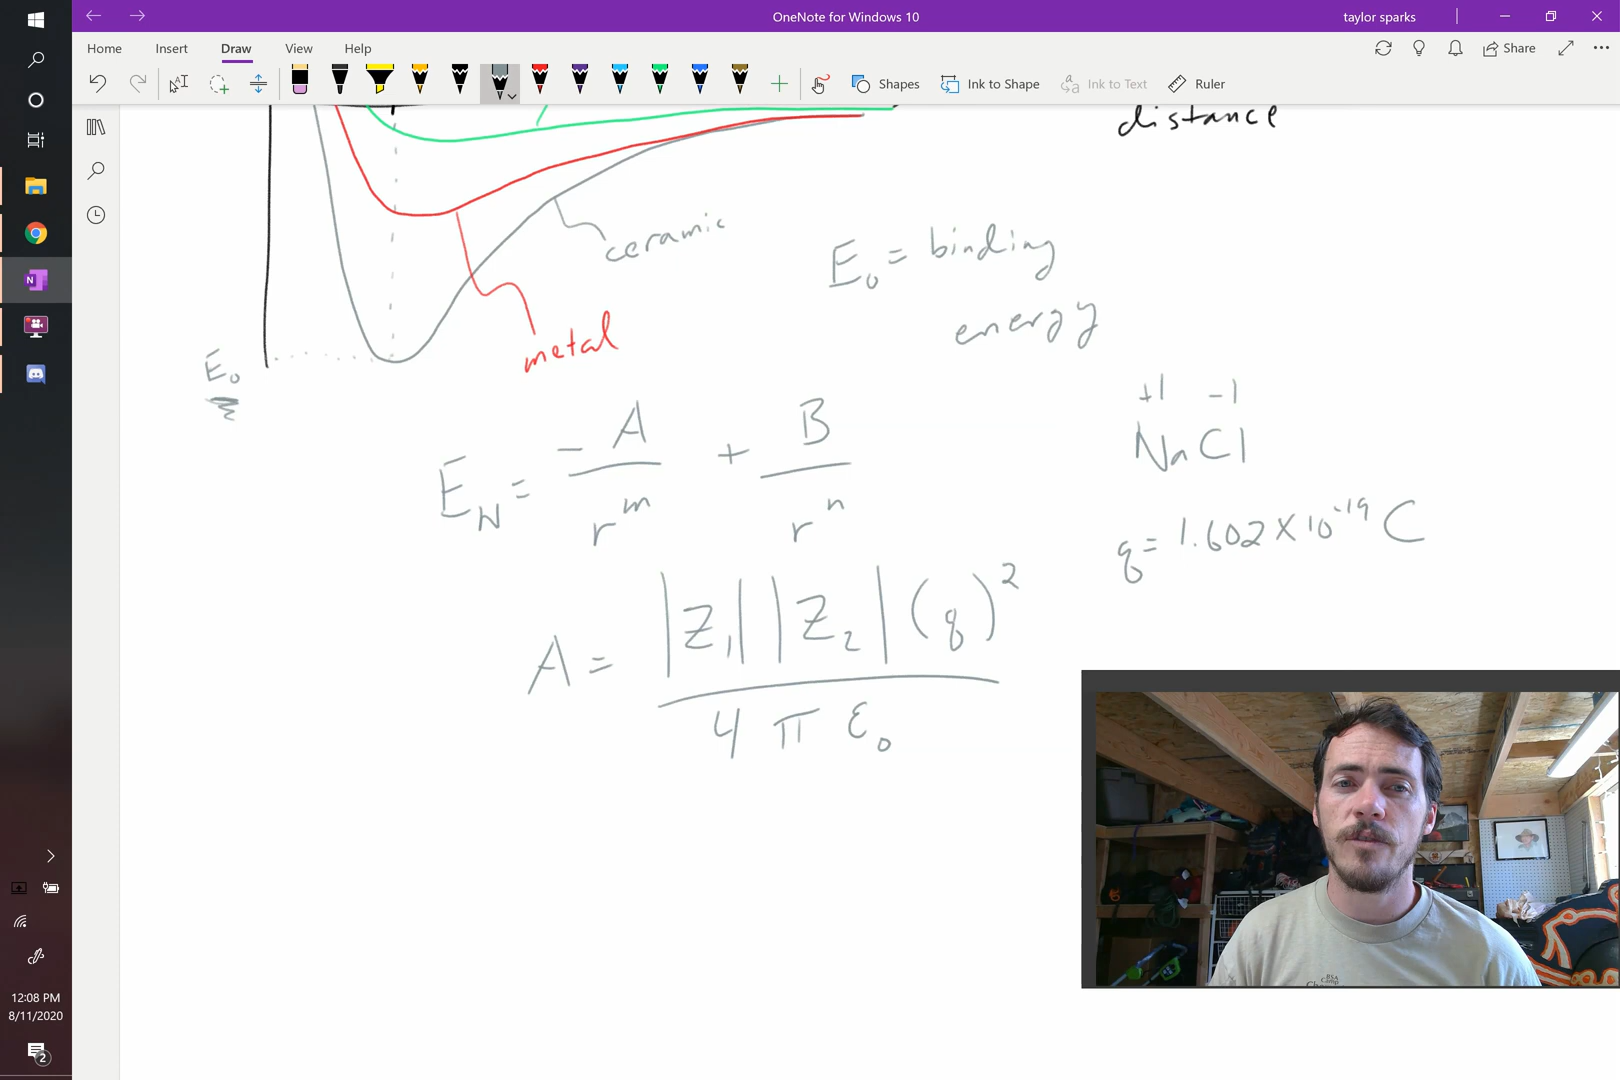 OneNote for Windows 10
taylor sparks
Home Insert Draw View Help
Share
Shapes Ink to Shape Ink to Text Ruler
distance
ceramic
metal
E₀ = binding
energy
E₀
E_N = -A/r^m + B/r^n
+1 -1
NaCl
q = 1.602 × 10^-19 C
A = |Z₁| |Z₂| (q)² / 4 π ε₀
12:08 PM
8/11/2020
2